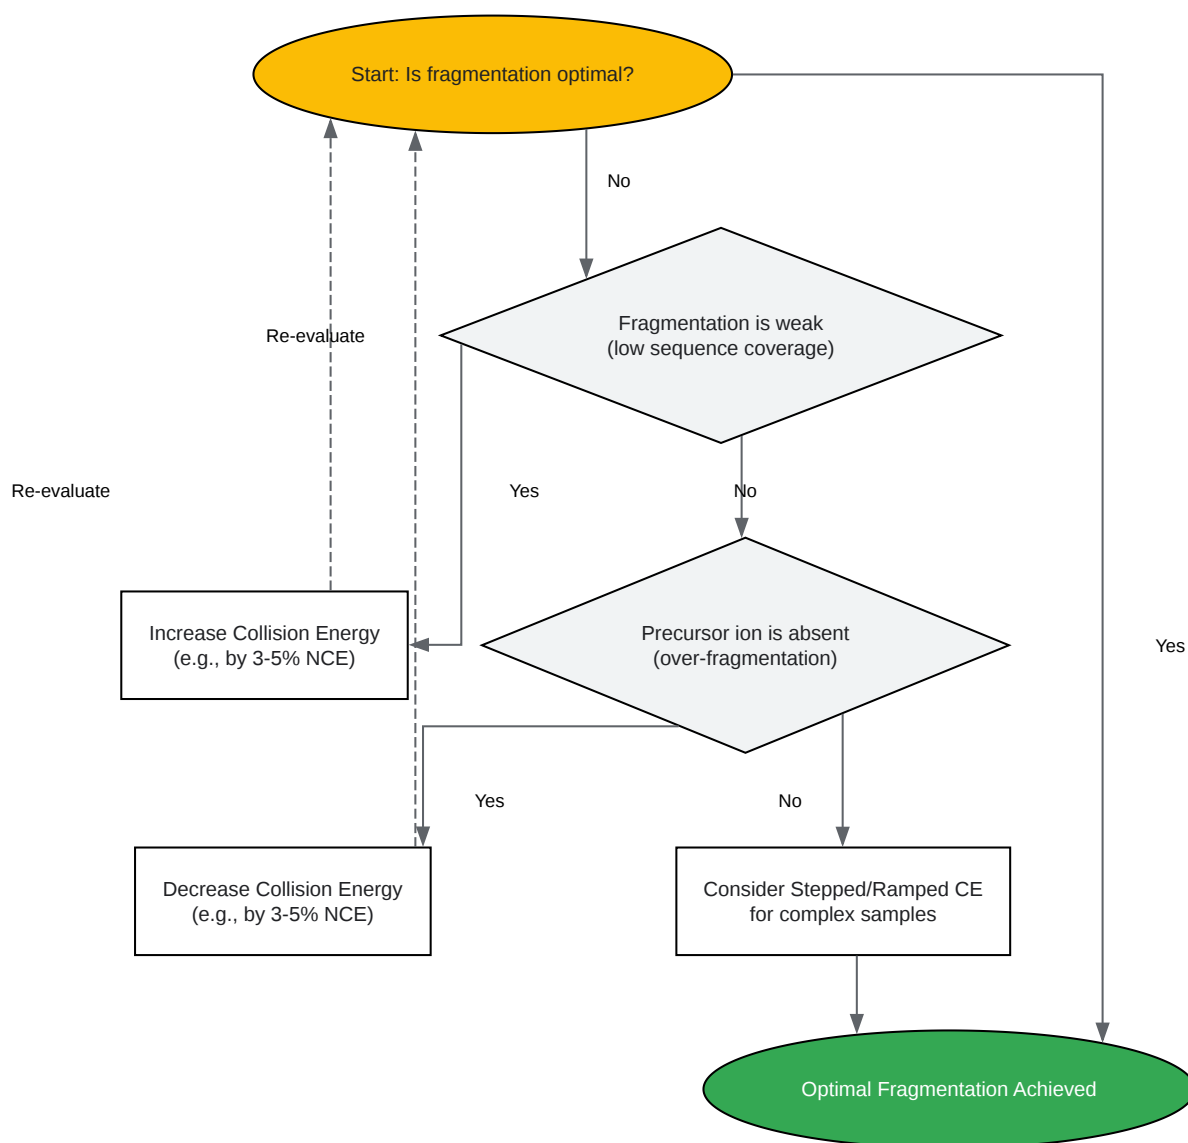 Start: Is fragmentation optimal?
No
Fragmentation is weak
(low sequence coverage)
Re-evaluate
Re-evaluate
Yes
No
Increase Collision Energy
(e.g., by 3-5% NCE)
Precursor ion is absent
(over-fragmentation)
Yes
Yes
No
Decrease Collision Energy
(e.g., by 3-5% NCE)
Consider Stepped/Ramped CE
for complex samples
Optimal Fragmentation Achieved